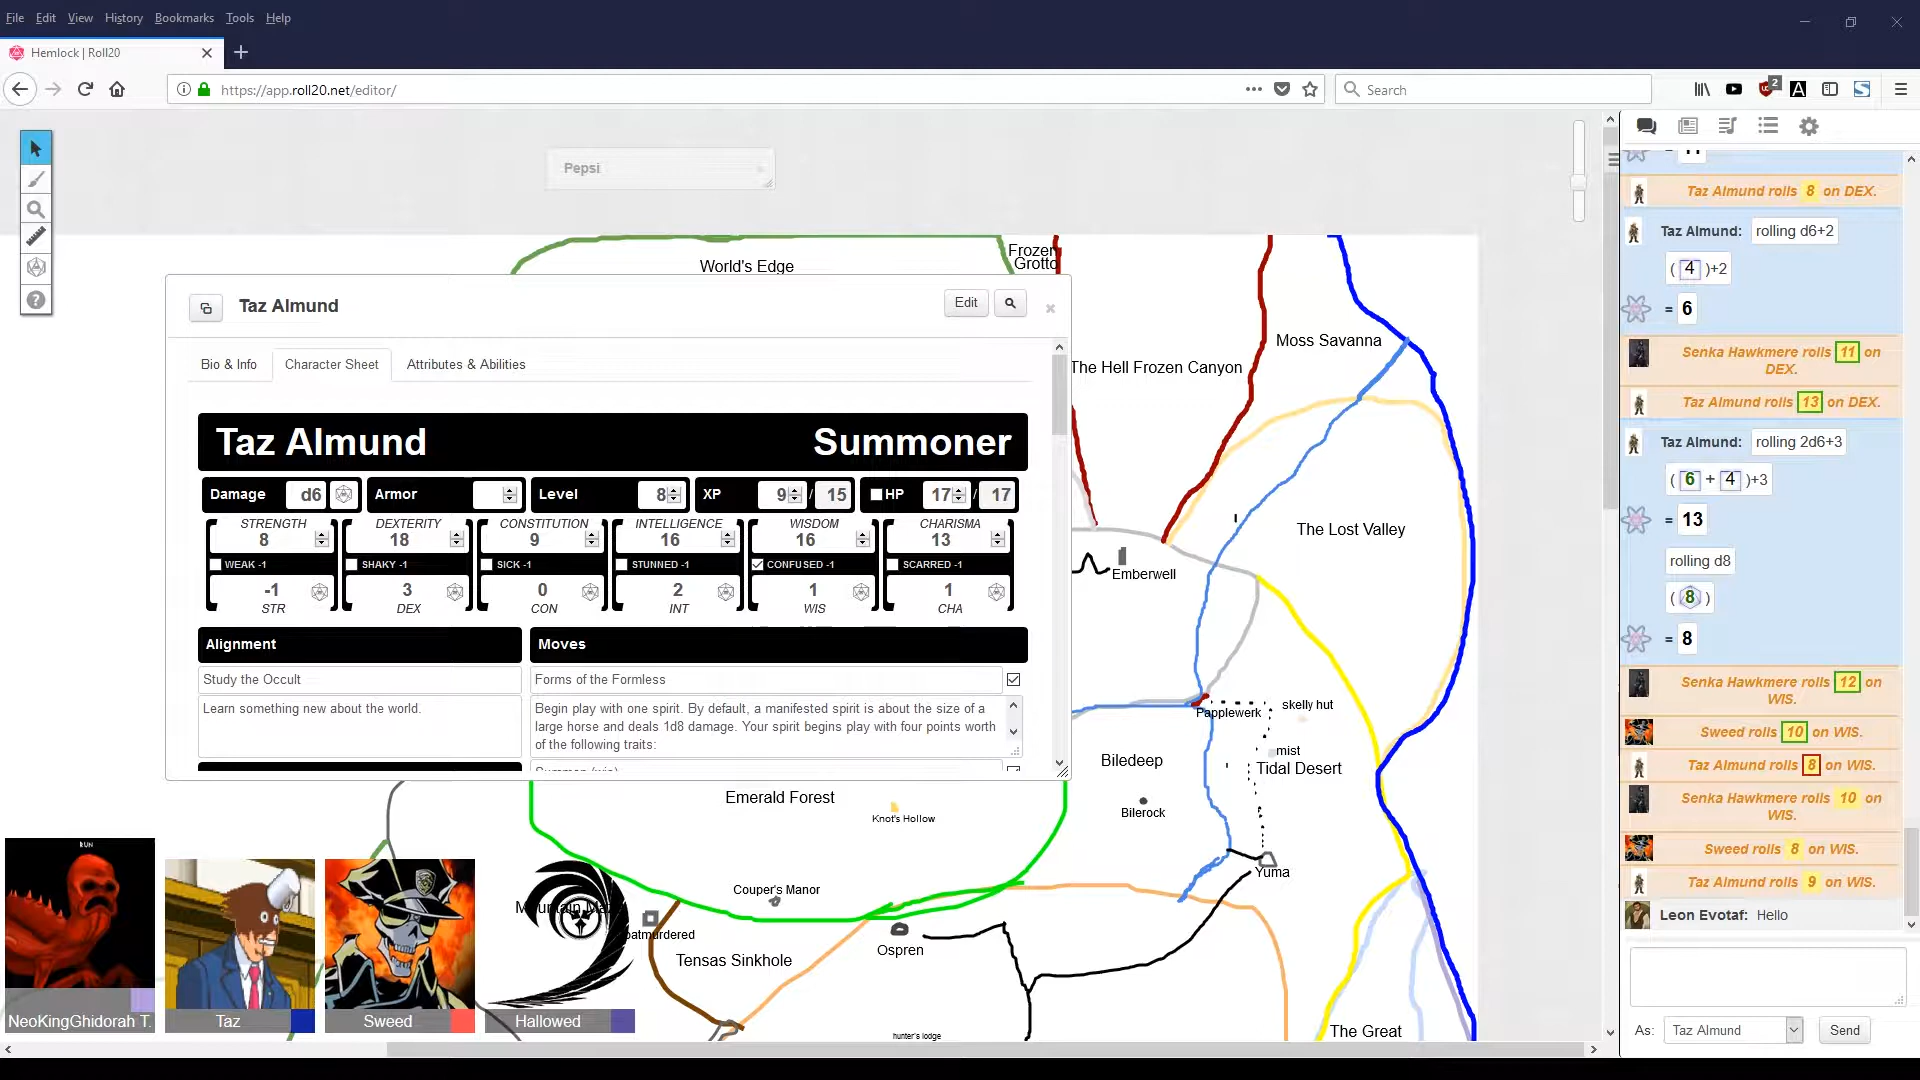 File Edit View History Bookmarks Tools Help
Hemlock | Roll20
https://app.roll20.net/editor/
Search
2
Pepsi
World's Edge
Frozen
Grotto
Moss Savanna
The Hell Frozen Canyon
The Lost Valley
Emberwell
Papplewerk
skelly hut
mist
Tidal Desert
Biledeep
Bilerock
Yuma
Emerald Forest
Knot's Hollow
Couper's Manor
Ospren
Tensas Sinkhole
hunter's lodge
The Great
Taz Almund
Edit
Bio & Info
Character Sheet
Attributes & Abilities
Taz Almund Summoner
Damage d6 Armor Level 8 XP 9 / 15 HP 17 / 17
STRENGTH DEXTERITY CONSTITUTION INTELLIGENCE WISDOM CHARISMA
8 18 9 16 16 13
WEAK -1 SHAKY -1 SICK -1 STUNNED -1 CONFUSED -1 SCARRED -1
-1 3 0 2 1 1
STR DEX CON INT WIS CHA
Alignment
Moves
Study the Occult
Forms of the Formless
Learn something new about the world.
Begin play with one spirit. By default, a manifested spirit is about the size of a
large horse and deals 1d8 damage. Your spirit begins play with four points worth
of the following traits:
RUN
NeoKingGhidorah T.
Taz
Sweed
Hallowed
Taz Almund rolls 8 on DEX.
Taz Almund: rolling d6+2
( 4 )+2
= 6
Senka Hawkmere rolls 11 on
DEX.
Taz Almund rolls 13 on DEX.
Taz Almund: rolling 2d6+3
( 6 + 4 )+3
= 13
rolling d8
( 8 )
= 8
Senka Hawkmere rolls 12 on
WIS.
Sweed rolls 10 on WIS.
Taz Almund rolls 8 on WIS.
Senka Hawkmere rolls 10 on
WIS.
Sweed rolls 8 on WIS.
Taz Almund rolls 9 on WIS.
Leon Evotaf: Hello
As: Taz Almund Send